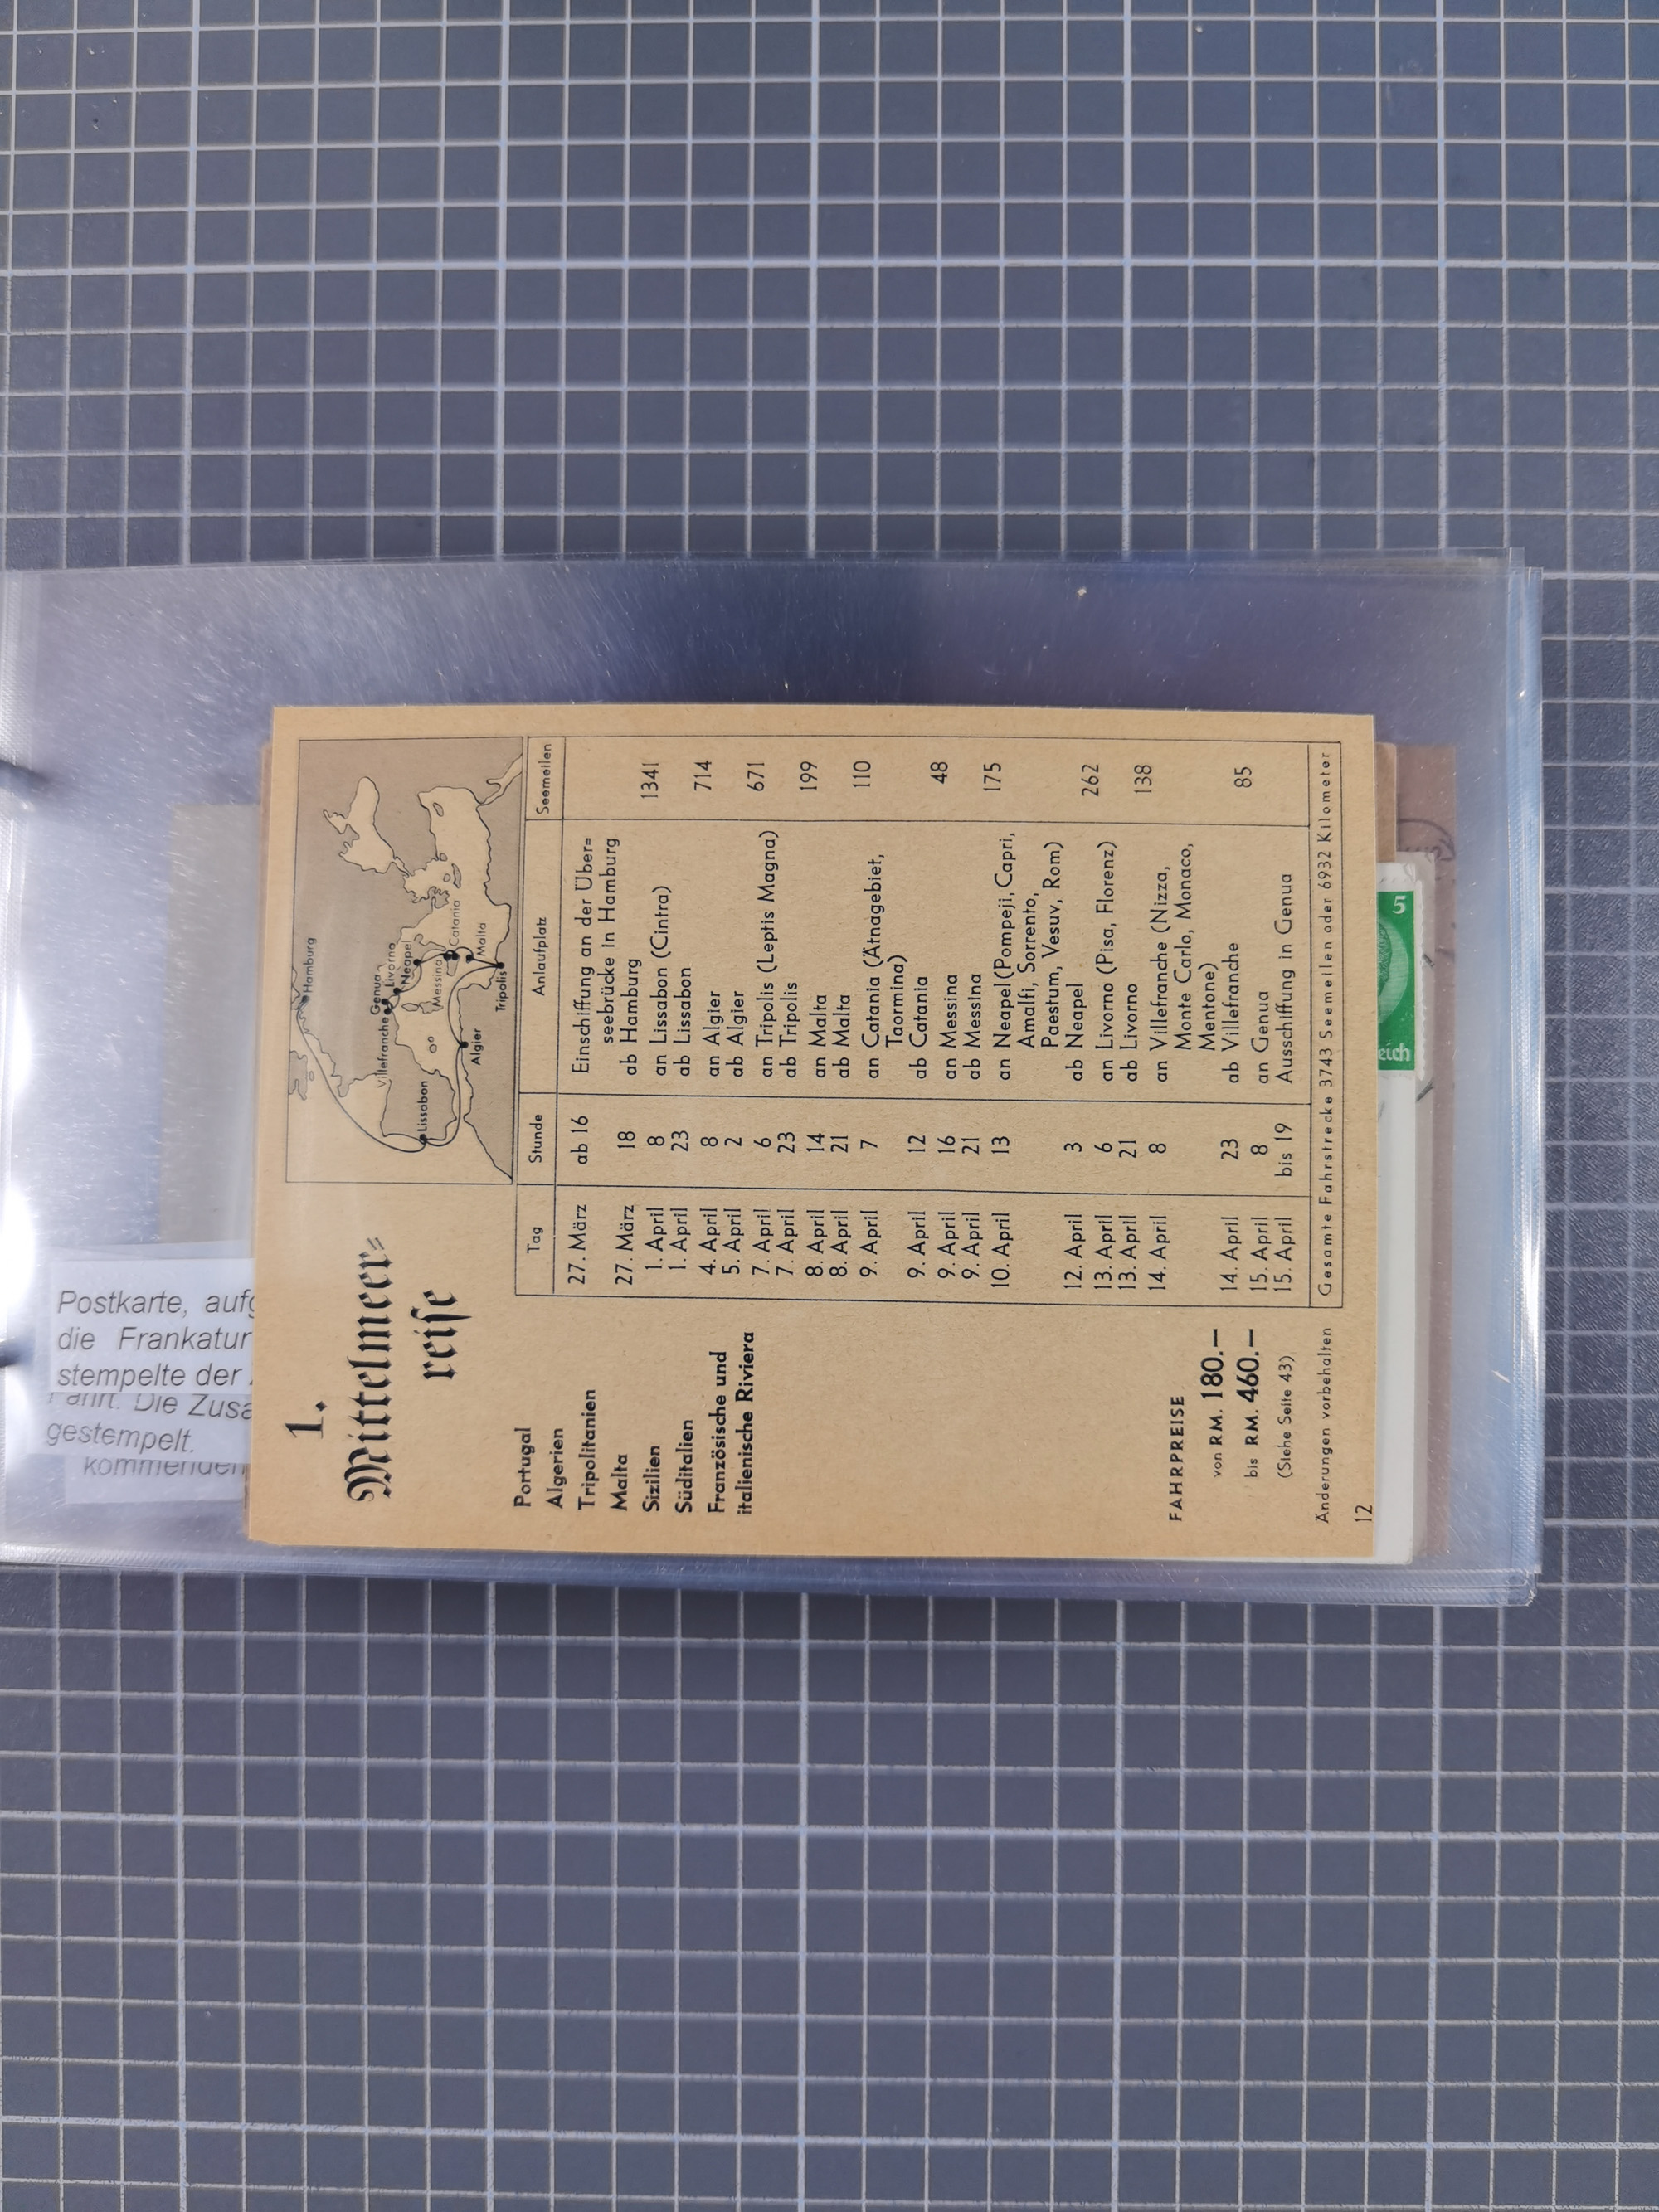 1.
Mittelmeer=
reise
Portugal
Algerien
Tripolitanien
Malta
Sizilien
Süditalien
Französische und
italienische Riviera
FAHRPREISE
von RM. 180.—
bis RM. 460.—
(Siehe Seite 43)
Änderungen vorbehalten
12
Hamburg
Genua
Livorno
Villefranche
Neapel
Catania
Messina
Malta
Lissabon
Algier
Tripolis
Tag Stunde Anlaufplatz Seemeilen
27. März ab 16 Einschiffung an der Über=
seebrücke in Hamburg
27. März 18 ab Hamburg
1. April 8 an Lissabon (Cintra) 1341
1. April 23 ab Lissabon
4. April 8 an Algier 714
5. April 2 ab Algier
7. April 6 an Tripolis (Leptis Magna) 671
7. April 23 ab Tripolis
8. April 14 an Malta 199
8. April 21 ab Malta
9. April 7 an Catania (Ätnagebiet, 110
Taormina)
9. April 12 ab Catania
9. April 16 an Messina 48
9. April 21 ab Messina
10. April 13 an Neapel (Pompeji, Capri, 175
Amalfi, Sorrento,
Paestum, Vesuv, Rom)
12. April 3 ab Neapel
13. April 6 an Livorno (Pisa, Florenz) 262
13. April 21 ab Livorno
14. April 8 an Villefranche (Nizza, 138
Monte Carlo, Monaco,
Mentone)
14. April 23 ab Villefranche
15. April 8 an Genua 85
15. April bis 19 Ausschiffung in Genua
Gesamte Fahrstrecke 3743 Seemeilen oder 6932 Kilometer
Postkarte, aufg
die Frankatur
stempelte der
Fahrt. Die Zusa
gestempelt.
kommenden
5
eich